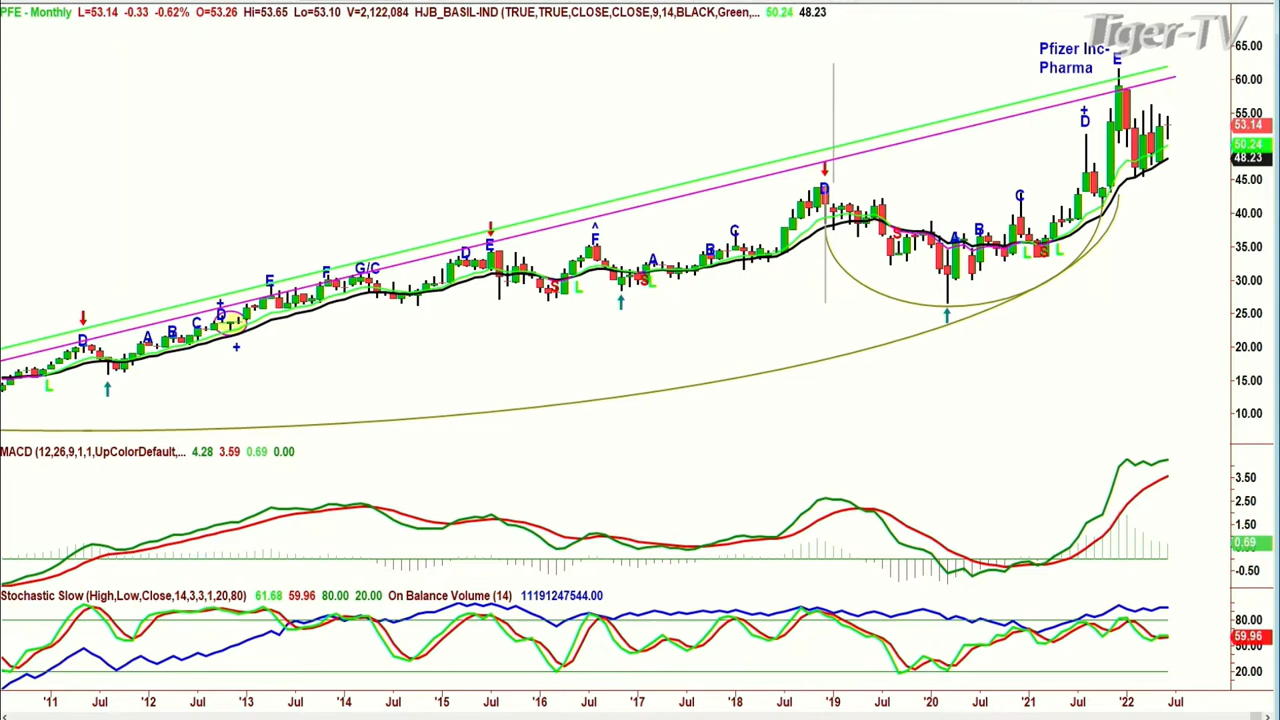 PFE - Monthly L=53.14 -0.33 -0.62% O=53.26 Hi=53.65 Lo=53.10 V=2,122,084 HJB_BASIL-IND (TRUE,TRUE,CLOSE,CLOSE,9,14,BLACK,Green,... 50.24 48.23
Tiger-TV
Pfizer Inc-
Pharma
65.00
60.00
55.00
53.14
50.24
48.23
45.00
40.00
35.00
30.00
25.00
20.00
15.00
10.00
L D A B C D + + E F G/C D E S L F ^ S L A B C D S A B C L S L + D E
MACD (12,26,9,1,1,UpColorDefault,... 4.28 3.59 0.69 0.00
3.50
2.50
1.50
0.69
-0.50
Stochastic Slow (High,Low,Close,14,3,3,1,20,80) 61.68 59.96 80.00 20.00 On Balance Volume (14) 11191247544.00
80.00
59.96
20.00
'11 Jul '12 Jul '13 Jul '14 Jul '15 Jul '16 Jul '17 Jul '18 Jul '19 Jul '20 Jul '21 Jul '22 Jul